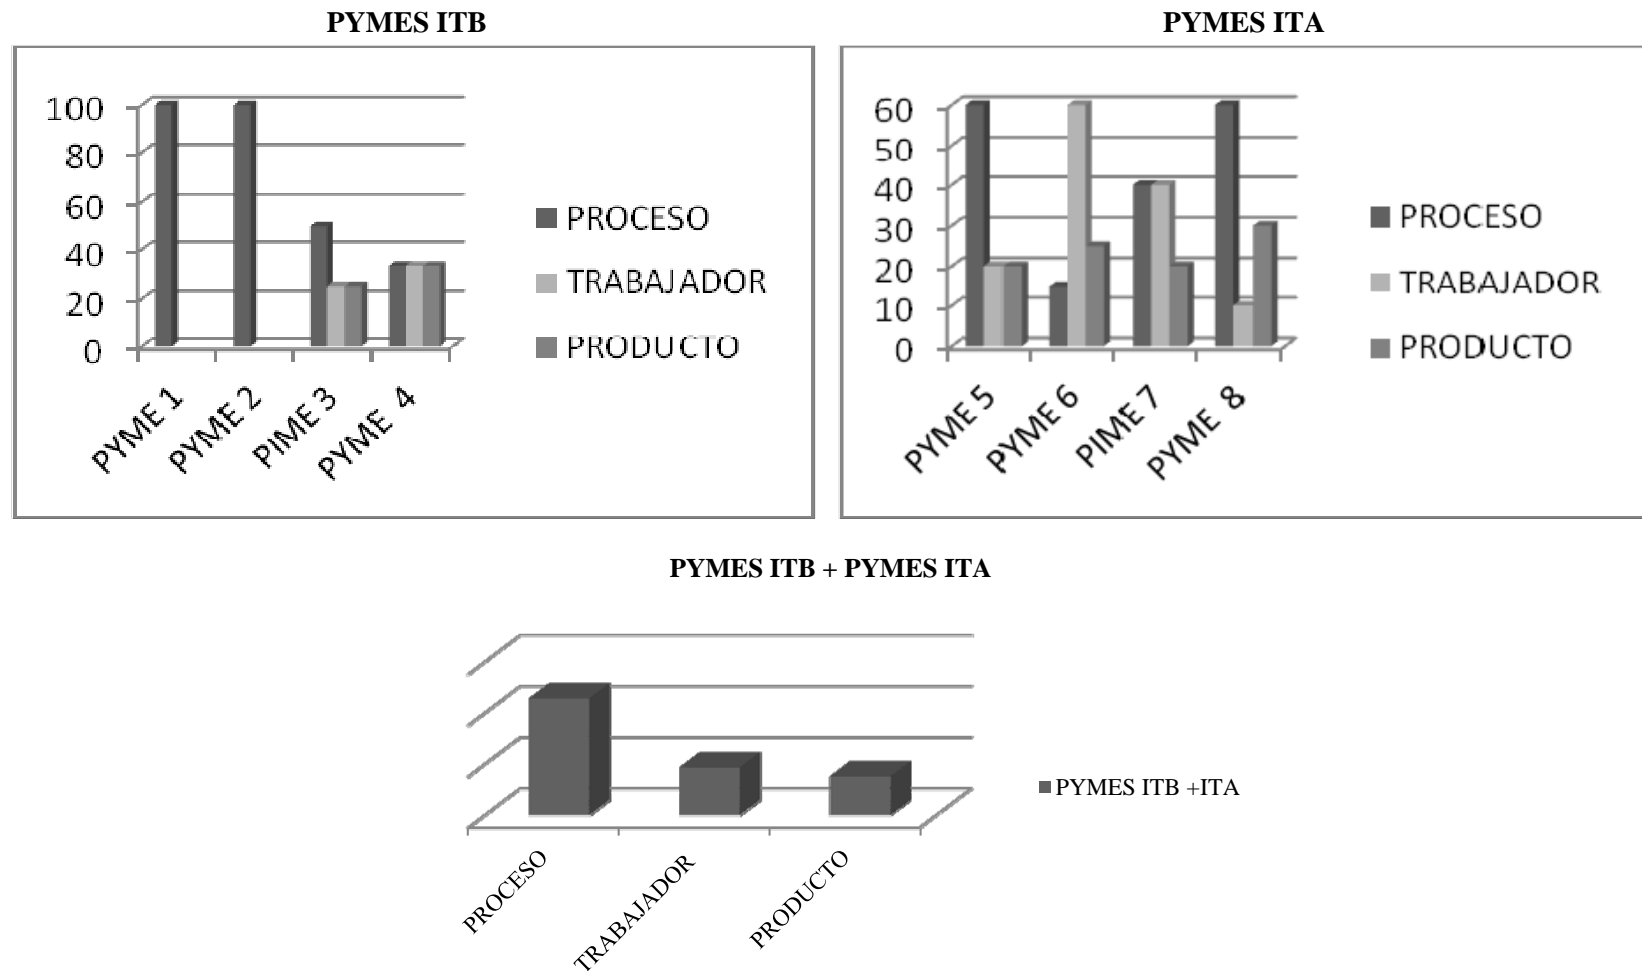 PYMES ITB
100
80
60
40
20
0
PYME 1
PYME 2
PIME 3
PYME 4
PROCESO
TRABAJADOR
PRODUCTO
PYMES ITA
60
50
40
30
20
10
0
PYME 5
PYME 6
PIME 7
PYME 8
PROCESO
TRABAJADOR
PRODUCTO
PYMES ITB + PYMES ITA
PROCESO
TRABAJADOR
PRODUCTO
PYMES ITB +ITA